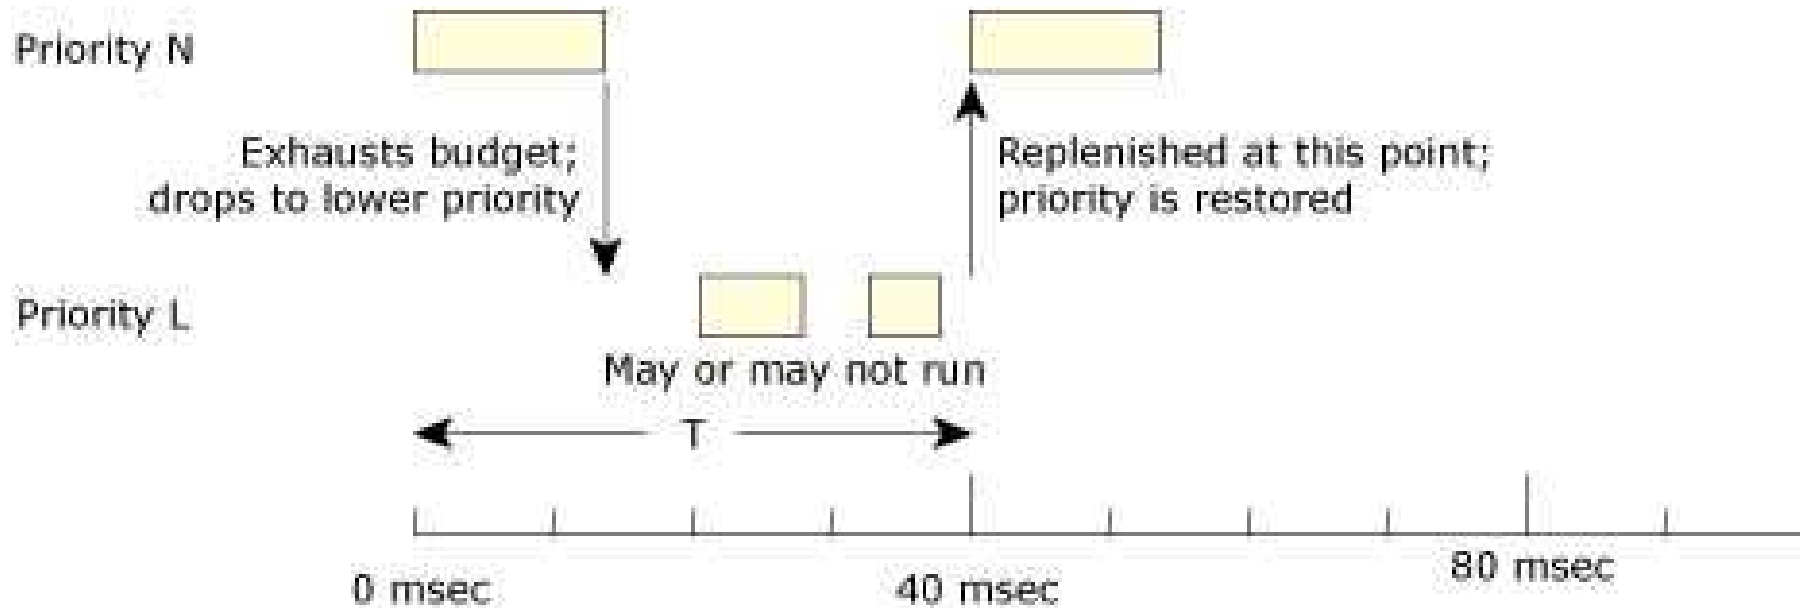 Priority N
Exhausts budget;
drops to lower priority
Replenished at this point;
priority is restored
Priority L
May or may not run
T
0 msec
40 msec
80 msec